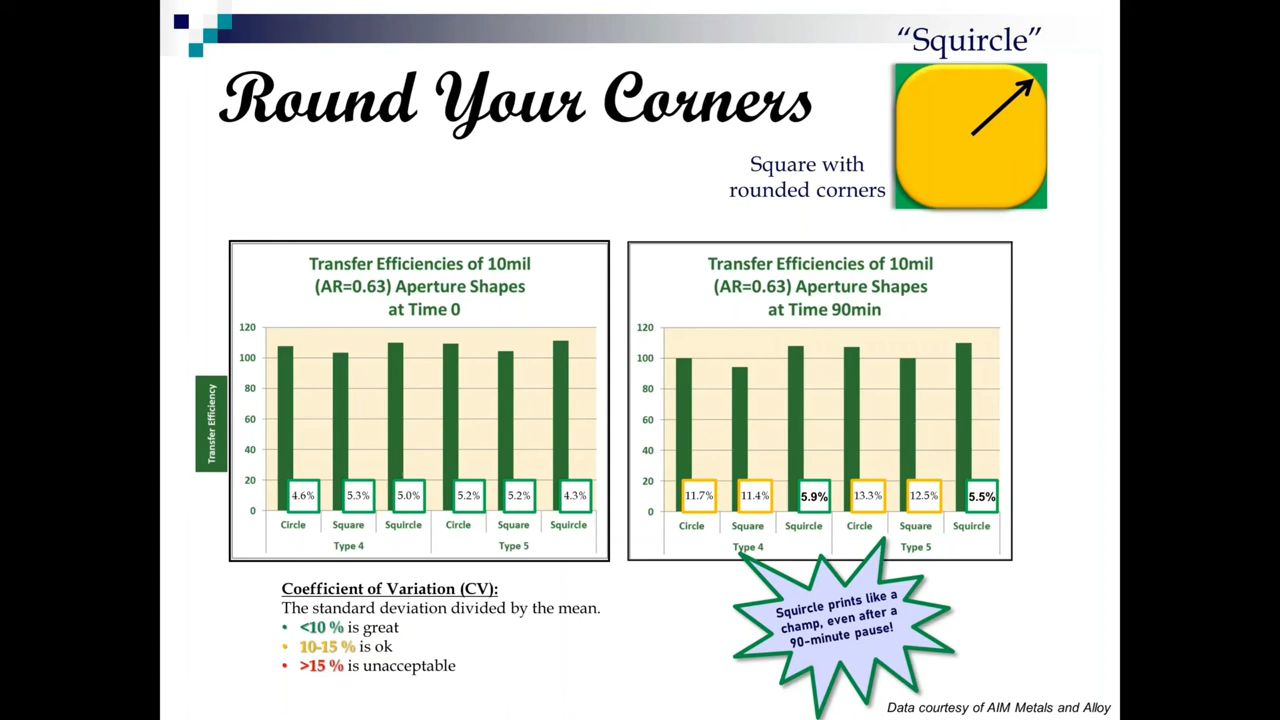 “Squircle”
Round Your Corners
Square with
rounded corners
Transfer Efficiencies of 10mil
(AR=0.63) Aperture Shapes
at Time 0
120
100
80
60
40
20
0
Transfer Efficiency
4.6% 5.3% 5.0% 5.2% 5.2% 4.3%
Circle Square Squircle Circle Square Squircle
Type 4 Type 5
Transfer Efficiencies of 10mil
(AR=0.63) Aperture Shapes
at Time 90min
120
100
80
60
40
20
0
11.7% 11.4% 5.9% 13.3% 12.5% 5.5%
Circle Square Squircle Circle Square Squircle
Type 4 Type 5
Coefficient of Variation (CV):
The standard deviation divided by the mean.
• <10 % is great
• 10-15 % is ok
• >15 % is unacceptable
Squircle prints like a
champ, even after a
90-minute pause!
Data courtesy of AIM Metals and Alloy